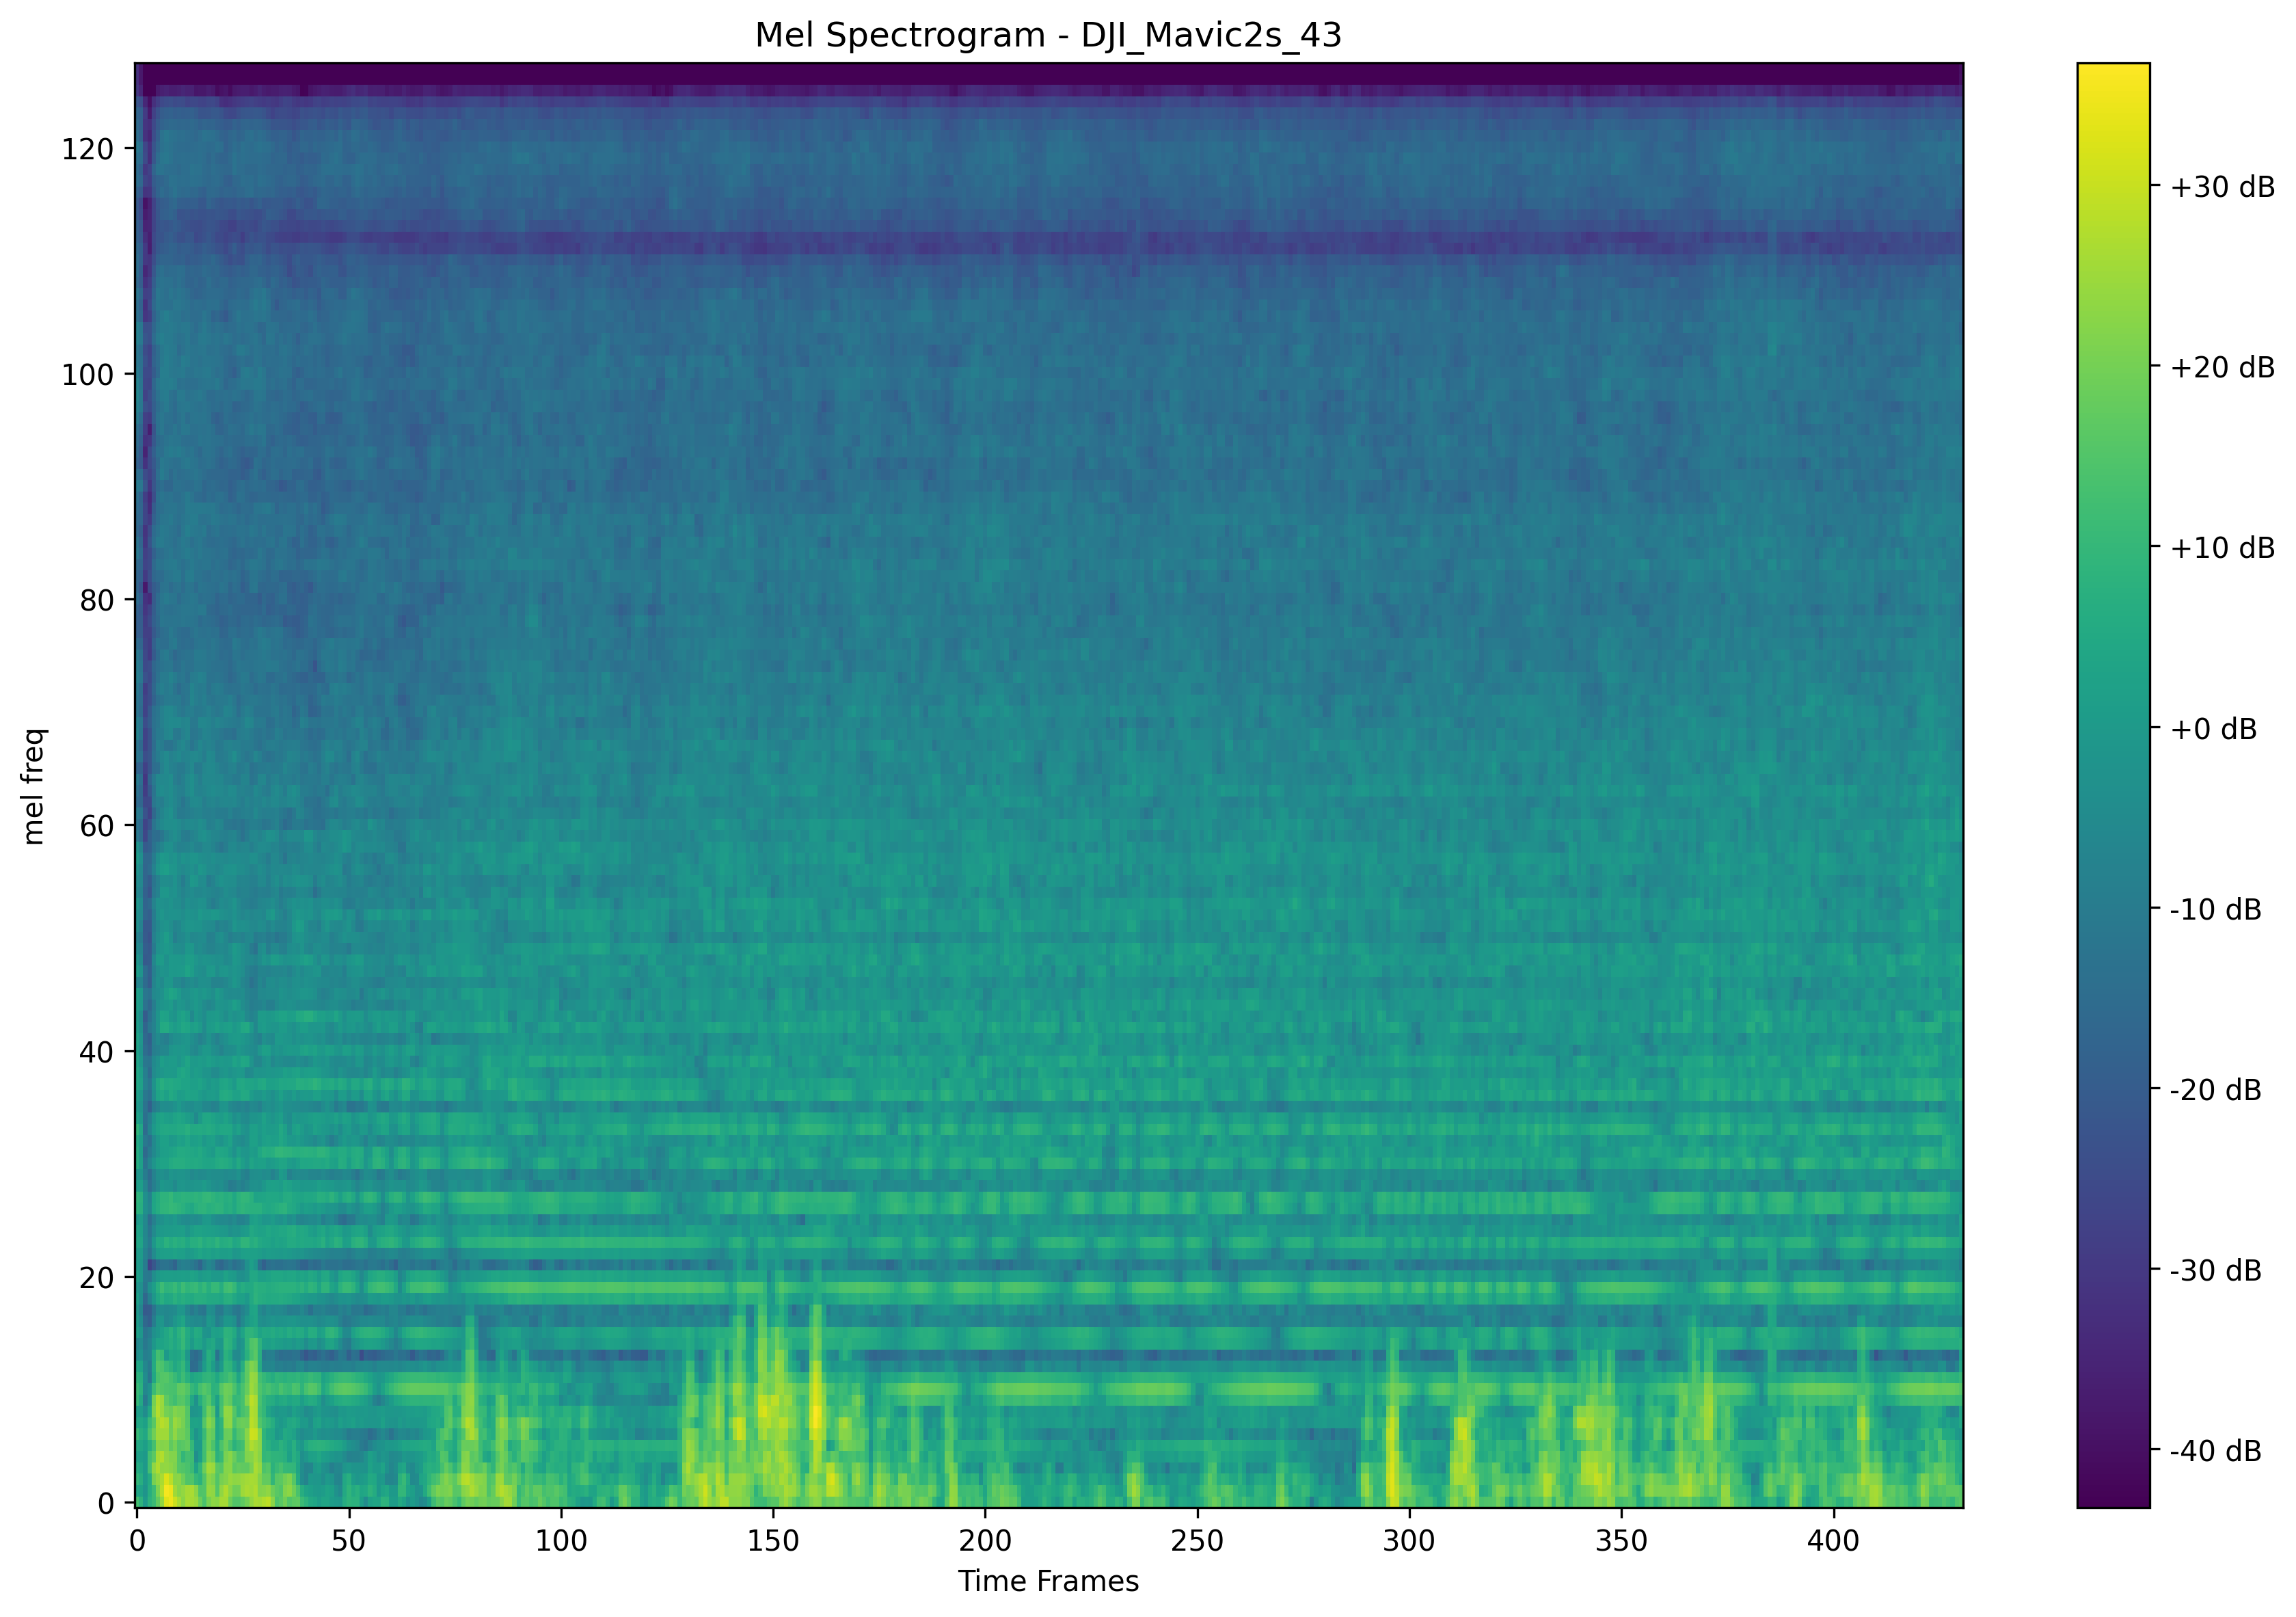 Mel Spectrogram - DJI_Mavic2s_43
120
100
80
60
40
20
0
mel freq
0 50 100 150 200 250 300 350 400
Time Frames
+30 dB
+20 dB
+10 dB
+0 dB
-10 dB
-20 dB
-30 dB
-40 dB